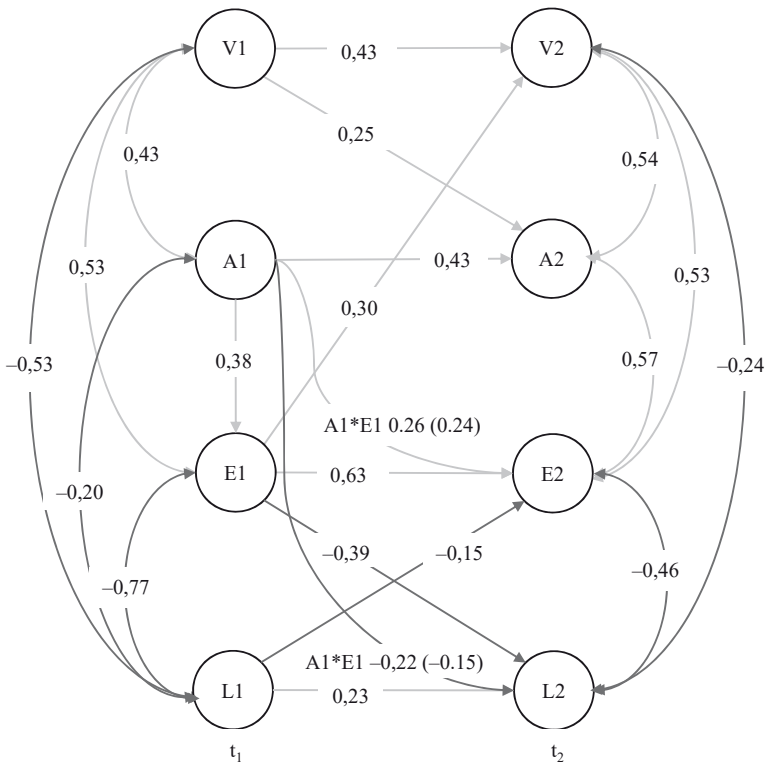 V1
0,43
V2
0,25
0,43
0,54
A1
0,43
A2
0,53
0,53
0,30
–0,53
0,38
0,57
–0,24
A1*E1 0.26 (0.24)
E1
0,63
E2
–0,20
–0,39
–0,15
–0,46
–0,77
A1*E1 –0,22 (–0.15)
L1
0,23
L2
t1
t2